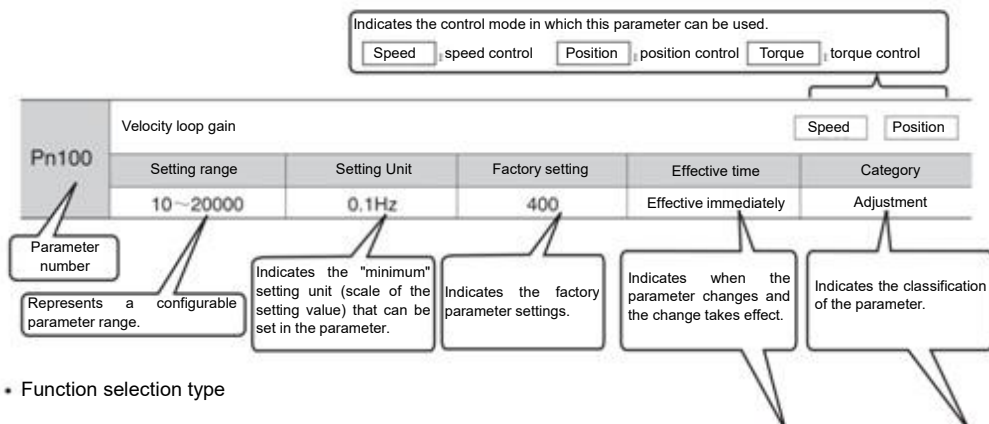 Indicates the control mode in which this parameter can be used.
Speed : speed control Position : position control Torque : torque control
Velocity loop gain Speed Position
Pn100
Setting range Setting Unit Factory setting Effective time Category
10~20000 0.1Hz 400 Effective immediately Adjustment
Parameter
number
Represents a configurable
parameter range.
Indicates the "minimum"
setting unit (scale of the
setting value) that can be
set in the parameter.
Indicates the factory
parameter settings.
Indicates when the
parameter changes and
the change takes effect.
Indicates the classification
of the parameter.
• Function selection type